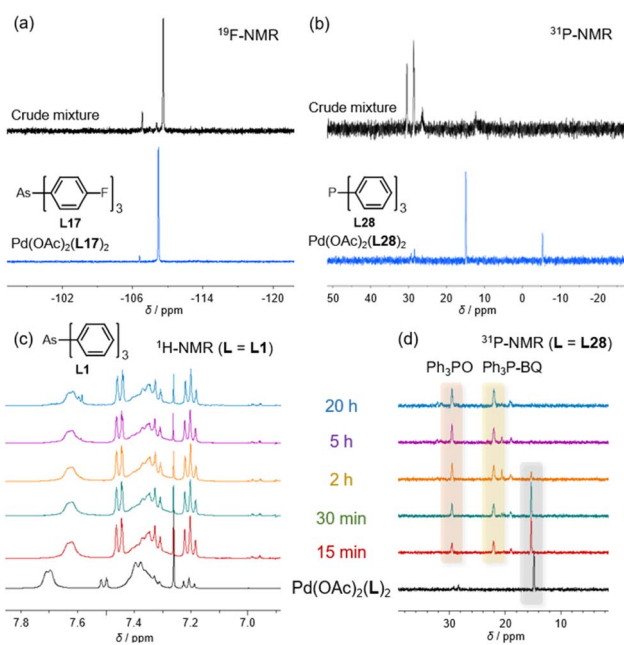 (a)
¹⁹F-NMR
Crude mixture
As
F
3
L17
Pd(OAc)₂(L17)₂
-102 -106 -110 -114 -120
δ / ppm
(b)
³¹P-NMR
Crude mixture
P
3
L28
Pd(OAc)₂(L28)₂
50 40 30 20 10 0 -10 -20
δ / ppm
(c)
As
3
L1
¹H-NMR (L = L1)
7.8 7.6 7.4 7.2 7.0
δ / ppm
(d)
³¹P-NMR (L = L28)
Ph₃PO Ph₃P-BQ
20 h
5 h
2 h
30 min
15 min
Pd(OAc)₂(L)₂
30 20 10
δ / ppm